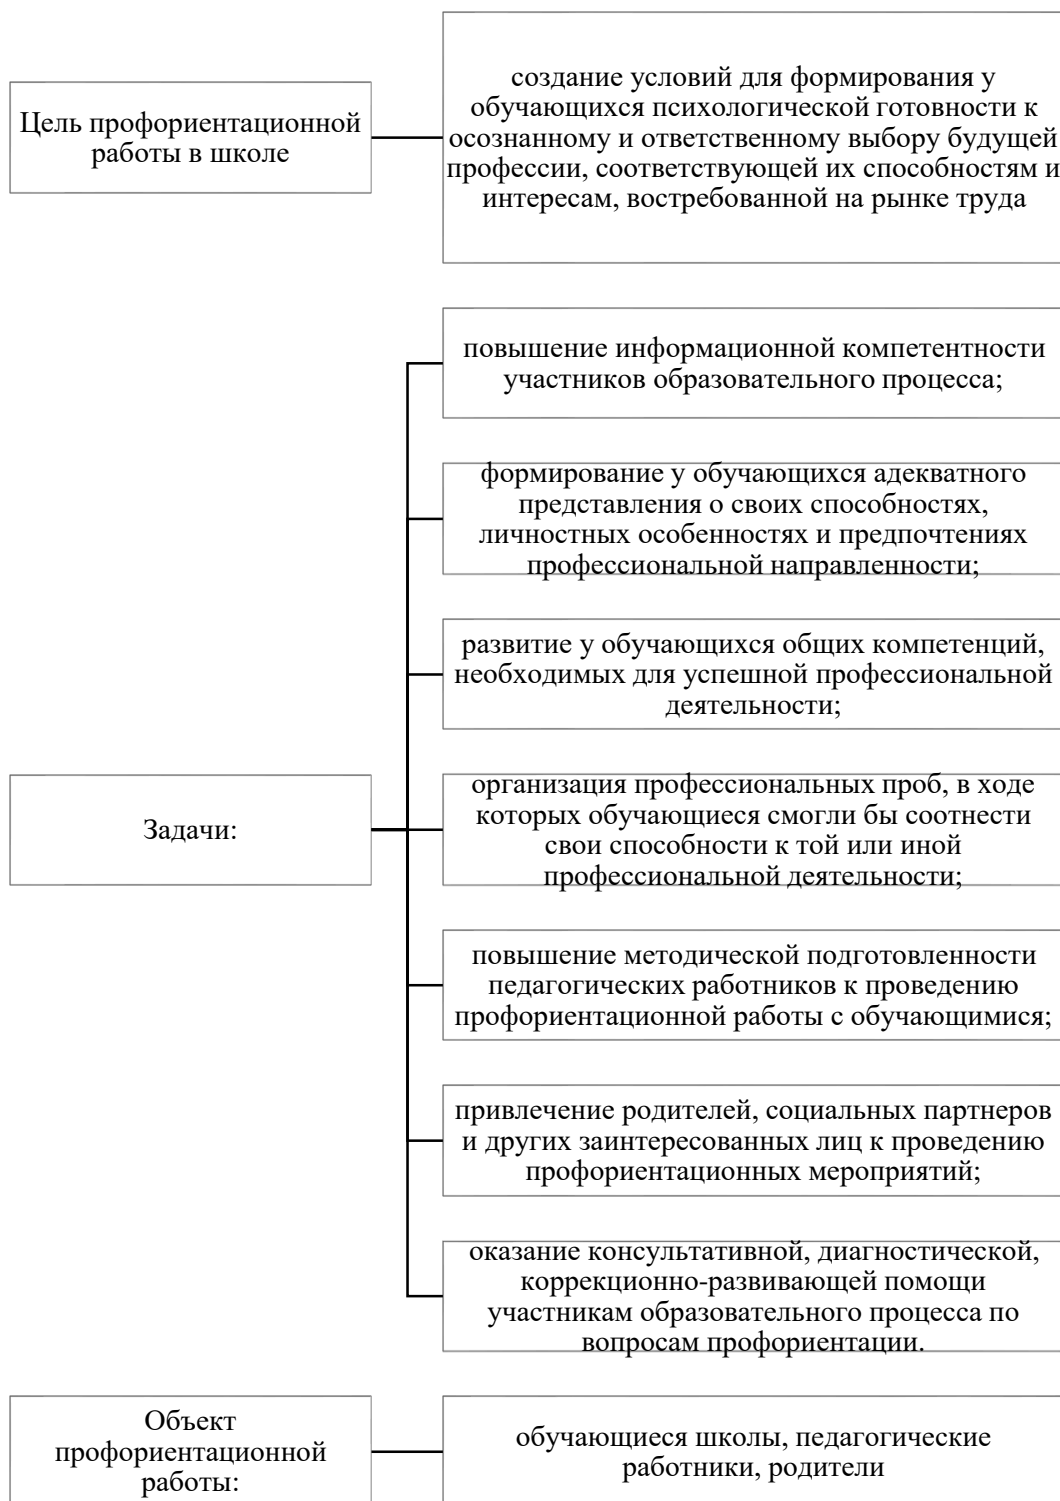 Цель профориентационной
работы в школе
создание условий для формирования у
обучающихся психологической готовности к
осознанному и ответственному выбору будущей
профессии, соответствующей их способностям и
интересам, востребованной на рынке труда
Задачи:
повышение информационной компетентности
участников образовательного процесса;
формирование у обучающихся адекватного
представления о своих способностях,
личностных особенностях и предпочтениях
профессиональной направленности;
развитие у обучающихся общих компетенций,
необходимых для успешной профессиональной
деятельности;
организация профессиональных проб, в ходе
которых обучающиеся смогли бы соотнести
свои способности к той или иной
профессиональной деятельности;
повышение методической подготовленности
педагогических работников к проведению
профориентационной работы с обучающимися;
привлечение родителей, социальных партнеров
и других заинтересованных лиц к проведению
профориентационных мероприятий;
оказание консультативной, диагностической,
коррекционно-развивающей помощи
участникам образовательного процесса по
вопросам профориентации.
Объект
профориентационной
работы:
обучающиеся школы, педагогические
работники, родители